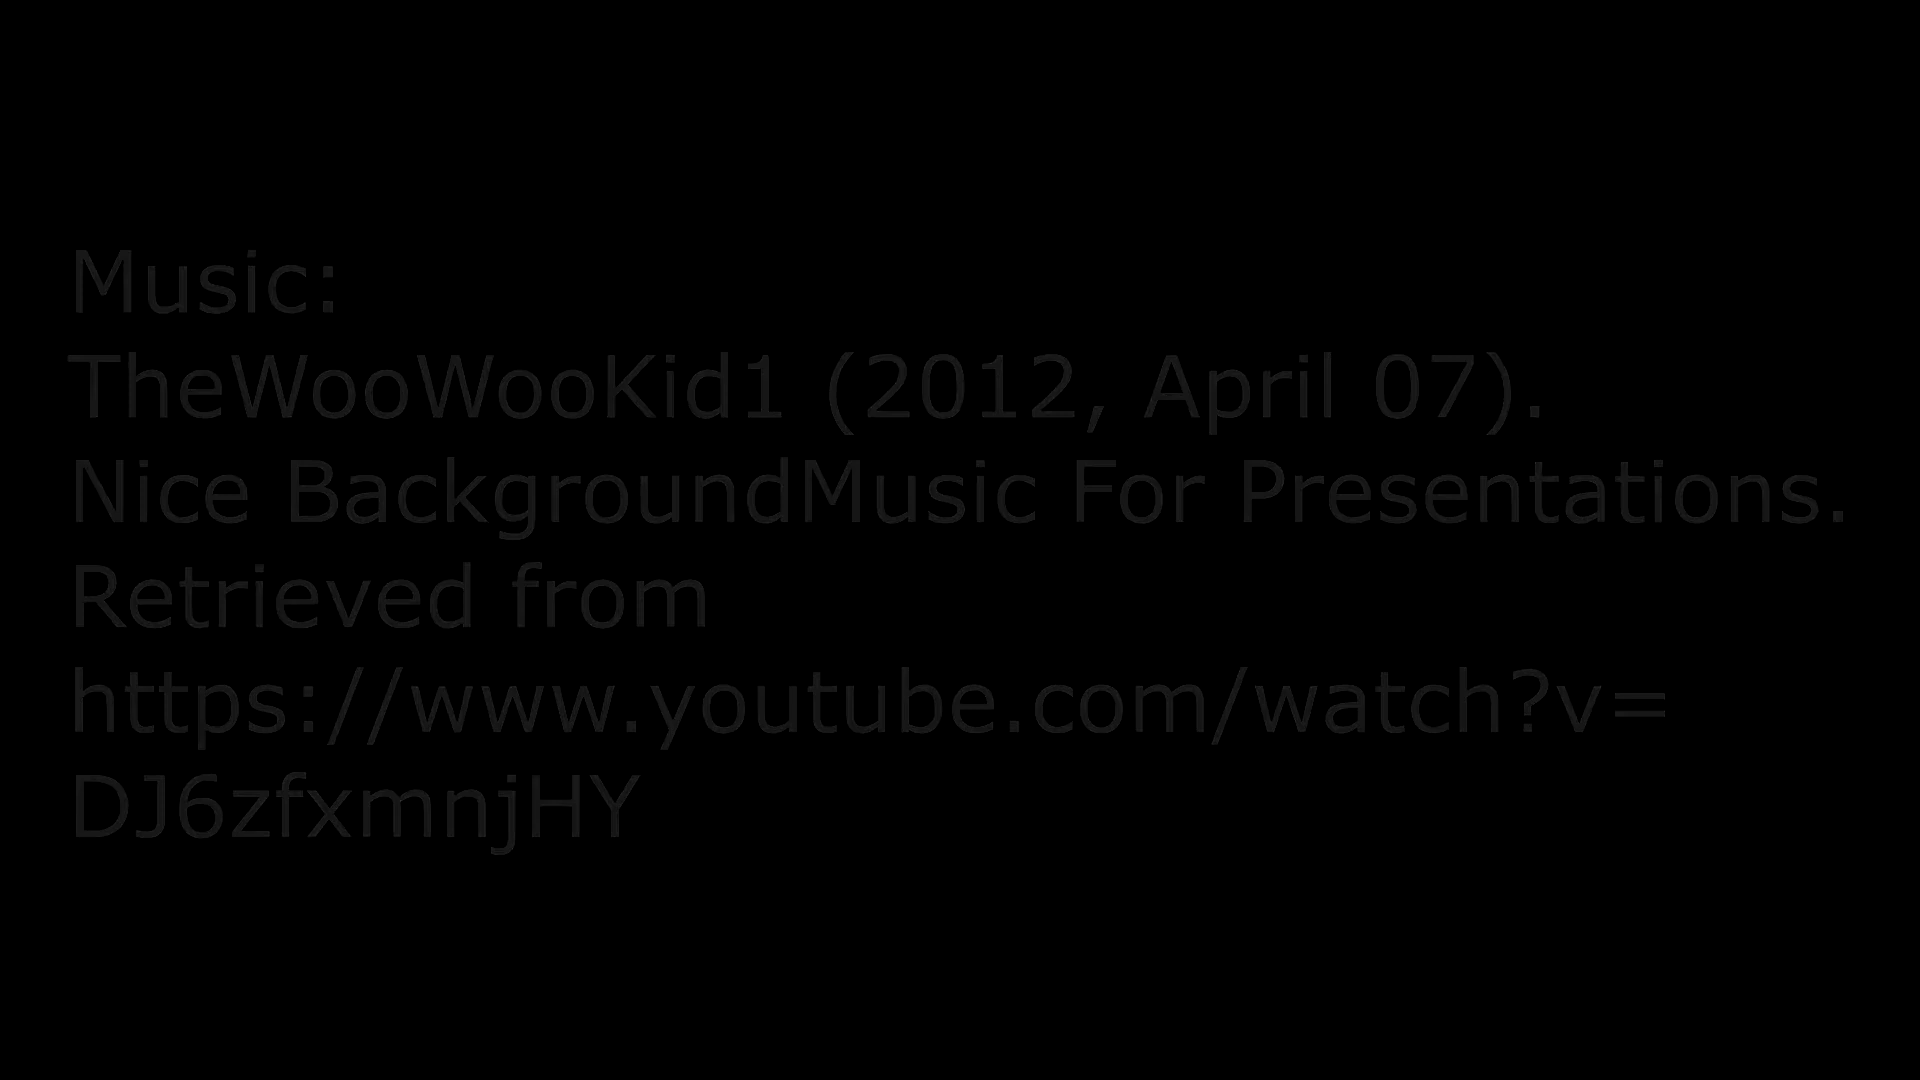 Music:
TheWooWooKid1 (2012, April 07).
Nice BackgroundMusic For Presentations.
Retrieved from
https://www.youtube.com/watch?v=
DJ6zfxmnjHY